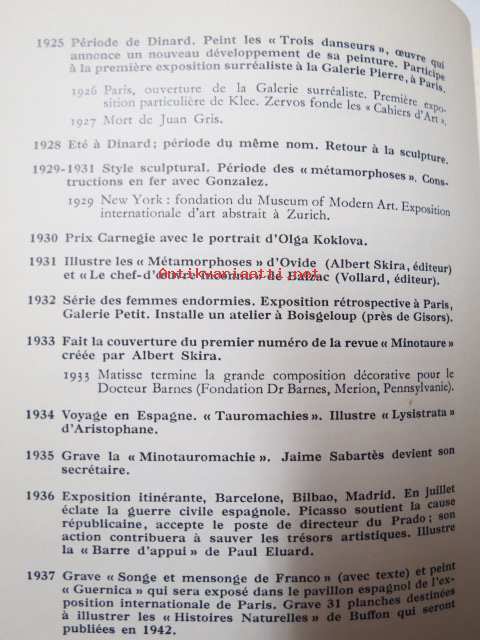 1925 Période de Dinard. Peint les « Trois danseurs », œuvre qui
annonce un nouveau développement de sa peinture. Participe
à la première exposition surréaliste à la Galerie Pierre, à Paris.
1926 Paris, ouverture de la Galerie surréaliste. Première expo-
sition particulière de Klee. Zervos fonde les « Cahiers d'Art ».
1927 Mort de Juan Gris.
1928 Eté à Dinard; période du même nom. Retour à la sculpture.
1929-1931 Style sculptural. Période des « métamorphoses ». Cons-
tructions en fer avec Gonzalez.
1929 New York : fondation du Museum of Modern Art. Exposition
internationale d'art abstrait à Zurich.
1930 Prix Carnegie avec le portrait d'Olga Koklova.
1931 Illustre les « Métamorphoses » d'Ovide (Albert Skira, éditeur)
et « Le chef-d'œuvre inconnu » de Balzac (Vollard, éditeur).
Antikvariaatti.net
1932 Série des femmes endormies. Exposition rétrospective à Paris,
Galerie Petit. Installe un atelier à Boisgeloup (près de Gisors).
1933 Fait la couverture du premier numéro de la revue « Minotaure »
créée par Albert Skira.
1933 Matisse termine la grande composition décorative pour le
Docteur Barnes (Fondation Dr Barnes, Merion, Pennsylvanie).
1934 Voyage en Espagne. « Tauromachies ». Illustre « Lysistrata »
d'Aristophane.
1935 Grave la « Minotauromachie ». Jaime Sabartès devient son
secrétaire.
1936 Exposition itinérante, Barcelone, Bilbao, Madrid. En juillet
éclate la guerre civile espagnole. Picasso soutient la cause
républicaine, accepte le poste de directeur du Prado; son
action contribuera à sauver les trésors artistiques. Illustre
la « Barre d'appui » de Paul Eluard.
1937 Grave « Songe et mensonge de Franco » (avec texte) et peint
« Guernica » qui sera exposé dans le pavillon espagnol de l'ex-
position internationale de Paris. Grave 31 planches destinées
à illustrer les « Histoires Naturelles » de Buffon qui seront
publiées en 1942.